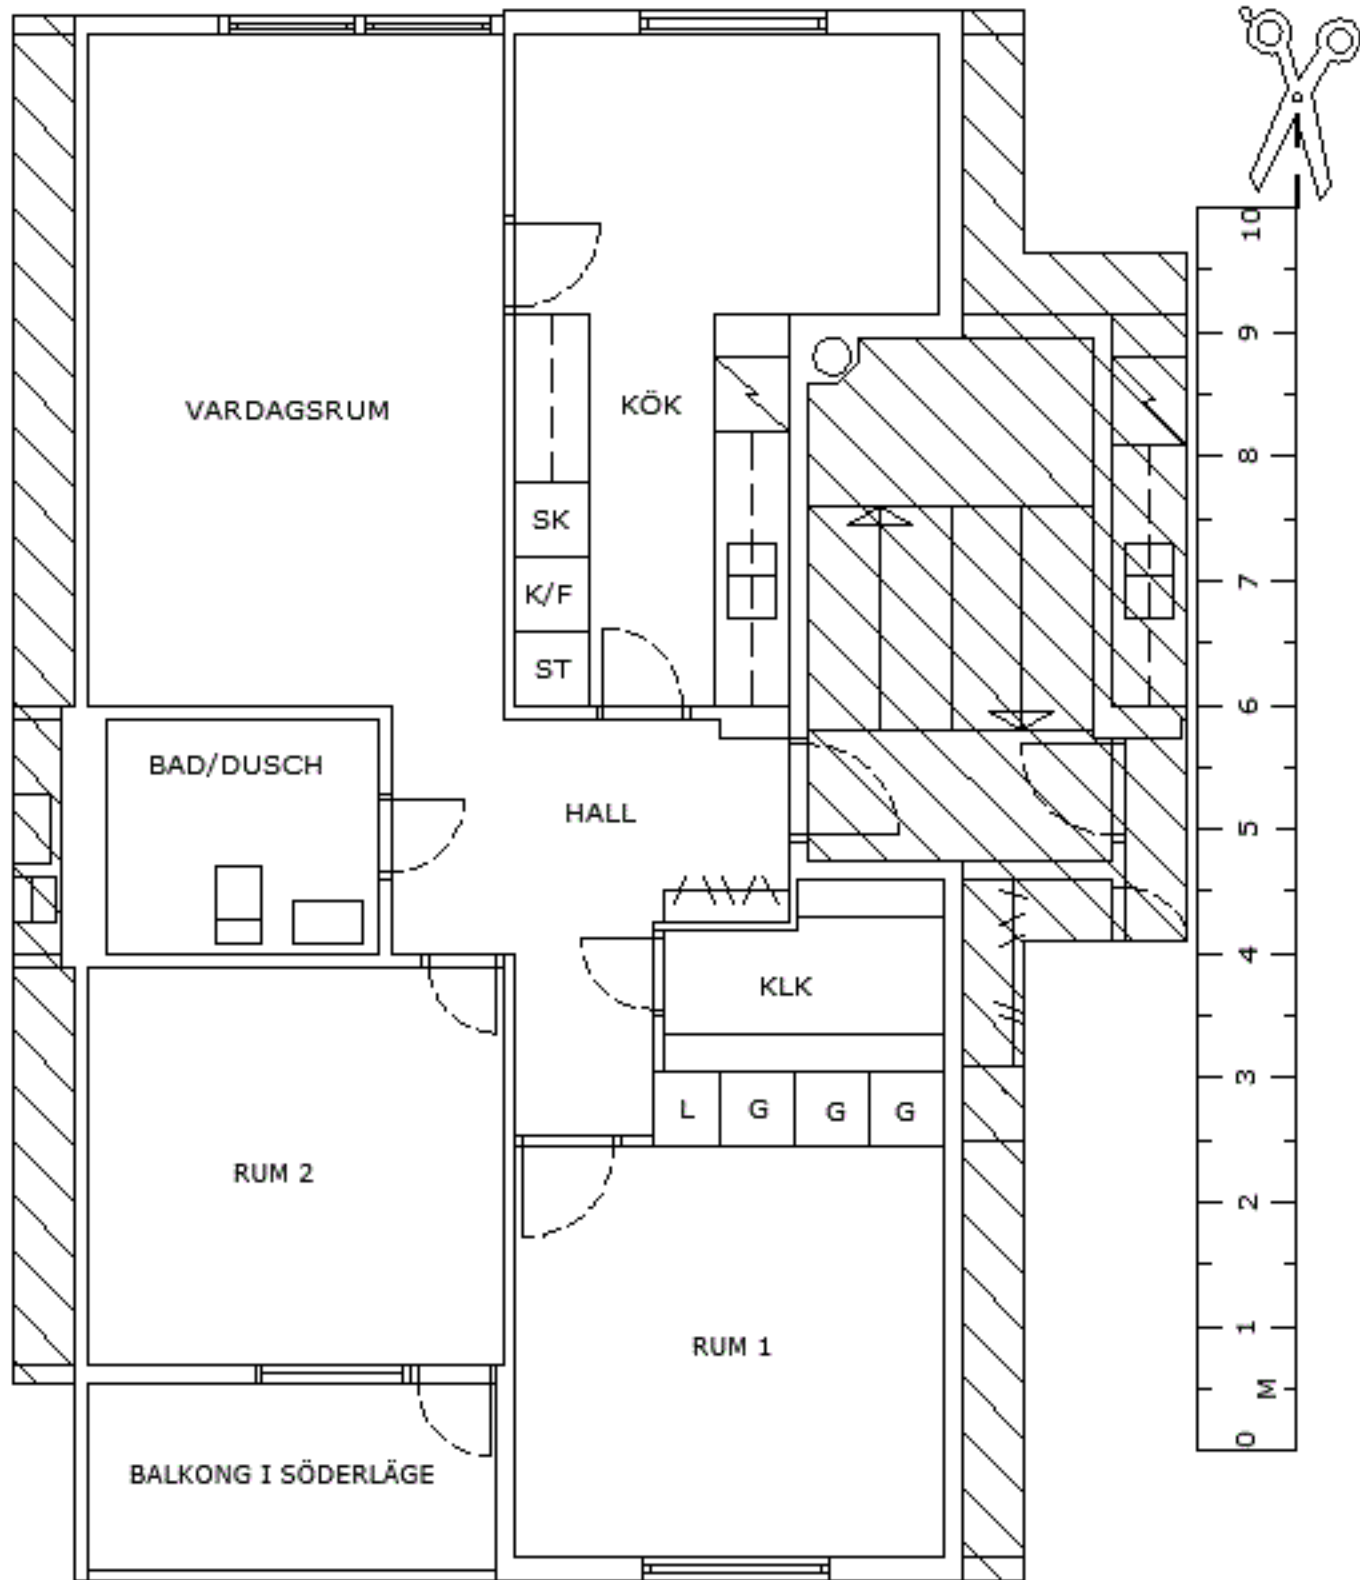 VARDAGSRUM
KÖK
SK
K/F
ST
BAD/DUSCH
HALL
KLK
L G G G
RUM 2
RUM 1
BALKONG I SÖDERLÄGE
10
9
8
7
6
5
4
3
2
1
M
0